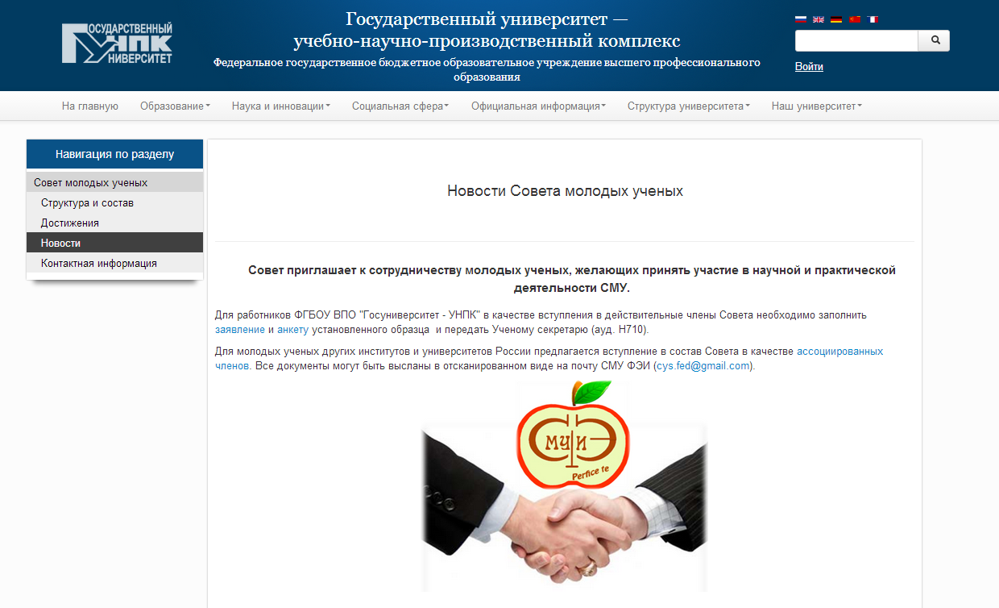 ГОСУДАРСТВЕННЫЙ
УНПК
УНИВЕРСИТЕТ
Государственный университет —
учебно-научно-производственный комплекс
Федеральное государственное бюджетное образовательное учреждение высшего профессионального
образования
Войти
На главную Образование Наука и инновации Социальная сфера Официальная информация Структура университета Наш университет
Навигация по разделу
Совет молодых ученых
Структура и состав
Достижения
Новости
Контактная информация
Новости Совета молодых ученых
Совет приглашает к сотрудничеству молодых ученых, желающих принять участие в научной и практической
деятельности СМУ.
Для работников ФГБОУ ВПО "Госуниверситет - УНПК" в качестве вступления в действительные члены Совета необходимо заполнить
заявление и анкету установленного образца и передать Ученому секретарю (ауд. Н710).
Для молодых ученых других институтов и университетов России предлагается вступление в состав Совета в качестве ассоциированных
членов. Все документы могут быть высланы в отсканированном виде на почту СМУ ФЭИ (cys.fed@gmail.com).
СМУ ФЭИ
Perfice te